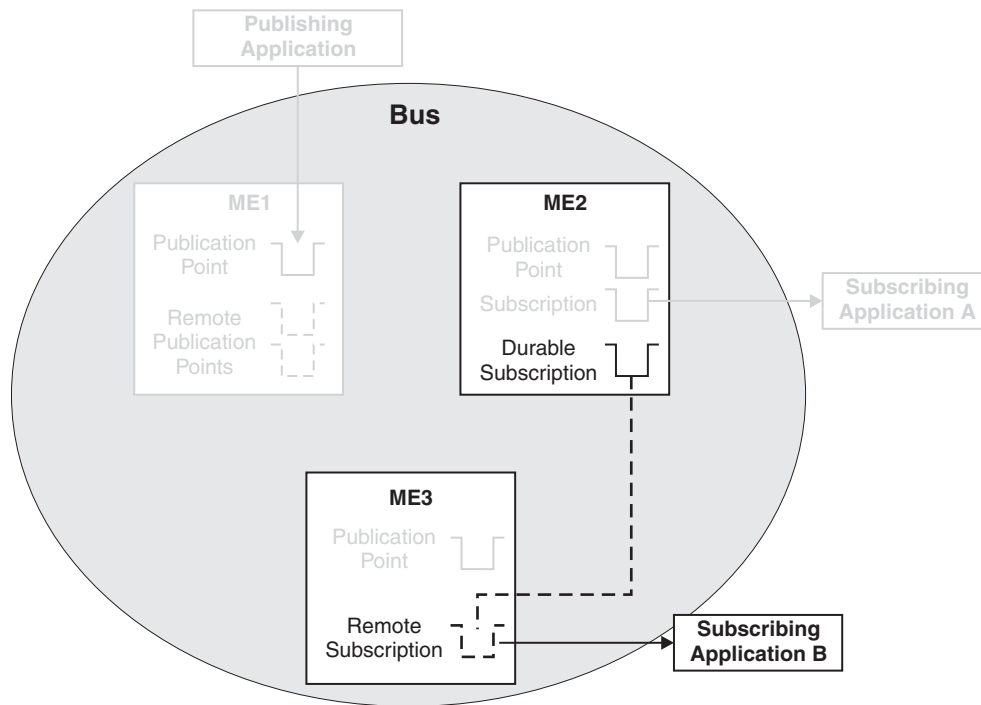 Publishing
Application
Bus
ME1
Publication
Point
Remote
Publication
Points
ME2
Publication
Point
Subscription
Durable
Subscription
Subscribing
Application A
ME3
Publication
Point
Remote
Subscription
Subscribing
Application B